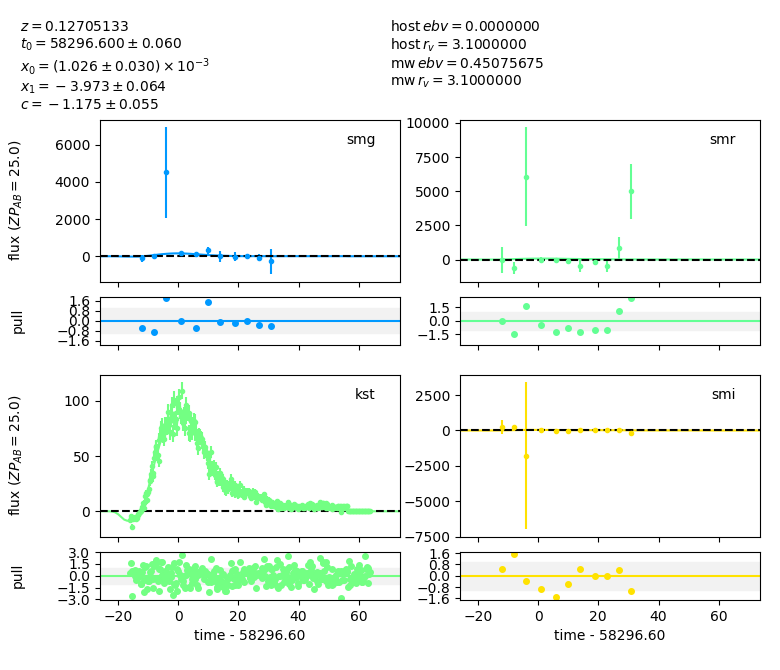 z = 0.12705133
t₀ = 58296.600 ± 0.060
x₀ = (1.026 ± 0.030) × 10⁻³
x₁ = −3.973 ± 0.064
c = −1.175 ± 0.055
host ebv = 0.0000000
host r_v = 3.1000000
mw ebv = 0.45075675
mw r_v = 3.1000000
flux (ZP_AB = 25.0)
6000
4000
2000
0
smg
10000
7500
5000
2500
0
smr
pull
1.6
0.8
0.0
−0.8
−1.6
1.5
0.0
−1.5
flux (ZP_AB = 25.0)
100
50
0
kst
2500
0
−2500
−5000
−7500
smi
pull
3.0
1.5
0.0
−1.5
−3.0
1.6
0.8
0.0
−0.8
−1.6
−20 0 20 40 60
−20 0 20 40 60
time - 58296.60
time - 58296.60